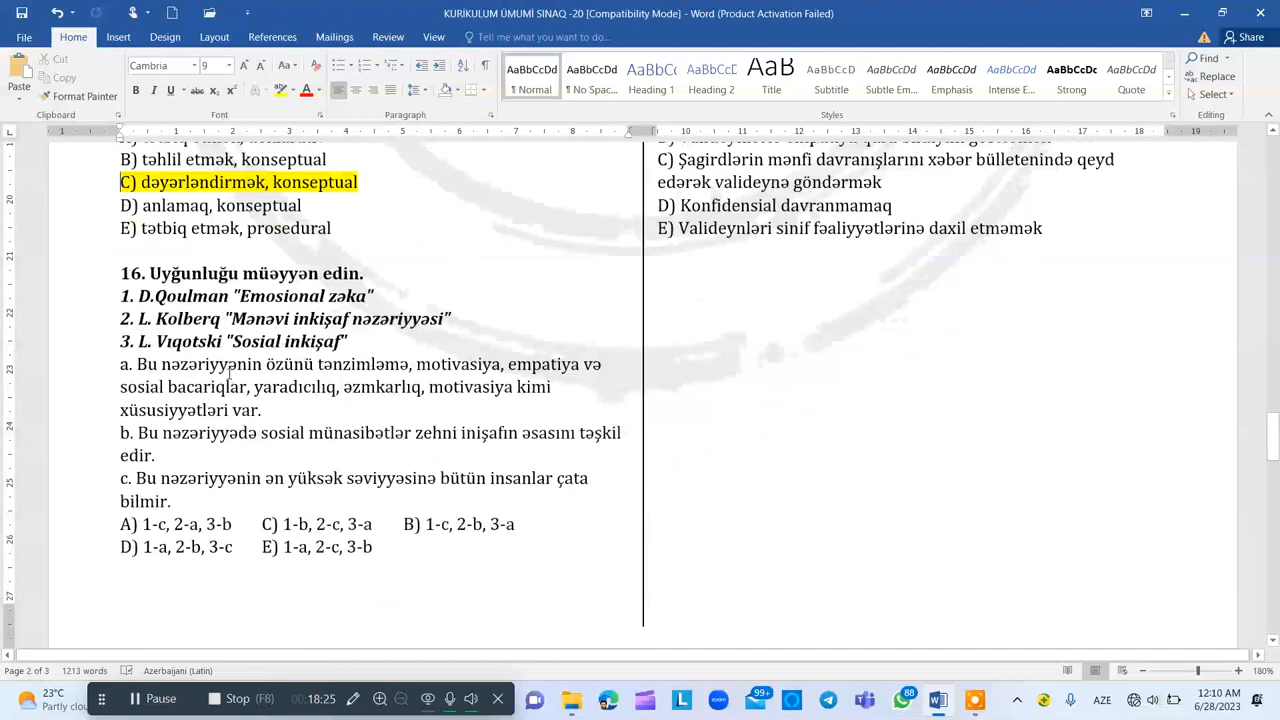 KURİKULUM SINAQ -20 [Compatibility Mode] - Word (Product Activation Failed)
File Home Insert Design Layout References Mailings Review View Tell me what you want to do... Share
Cut
Copy
Format Painter
Paste
Clipboard
Cambria 9
Font
Paragraph
AaBbCcDd AaBbCcDd AaBbCcD AaBbCcD AaB AaBbCcD AaBbCcDd AaBbCcDd AaBbCcDd AaBbCcDc AaBbCcDd
¶ Normal ¶ No Spac... Heading 1 Heading 2 Title Subtitle Subtle Em... Emphasis Intense E... Strong Quote
Styles
Find
Replace
Select
Editing
B) təhlil etmək, konseptual
C) dəyərləndirmək, konseptual
D) anlamaq, konseptual
E) tətbiq etmək, prosedural
16. Uyğunluğu müəyyən edin.
1. D.Qoulman "Emosional zəka"
2. L. Kolberq "Mənəvi inkişaf nəzəriyyəsi"
3. L. Vıqotski "Sosial inkişaf"
a. Bu nəzəriyyənin özünü tənzimləmə, motivasiya, empatiya və
sosial bacariqlar, yaradıcılıq, əzmkarlıq, motivasiya kimi
xüsusiyyətləri var.
b. Bu nəzəriyyədə sosial münasibətlər zehni inişafın əsasını təşkil
edir.
c. Bu nəzəriyyənin ən yüksək səviyyəsinə bütün insanlar çata
bilmir.
A) 1-c, 2-a, 3-b C) 1-b, 2-c, 3-a B) 1-c, 2-b, 3-a
D) 1-a, 2-b, 3-c E) 1-a, 2-c, 3-b
C) Şagirdlərin mənfi davranışlarını xəbər bülletenində qeyd
edərək valideynə göndərmək
D) Konfidensial davranmamaq
E) Valideynləri sinif fəaliyyətlərinə daxil etməmək
Page 2 of 3 1213 words Azerbaijani (Latin) 180%
23°C
Partly cloudy
Pause Stop (F8) 00:18:25
99+
88
AZE
12:10 AM
6/28/2023